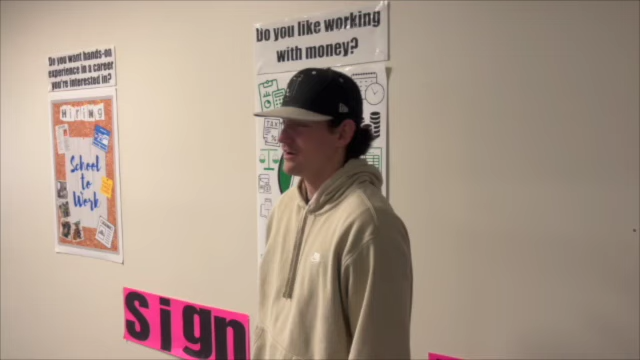 Do you want hands-on
experience in a career
you're interested in?
HIRING
School
to
Work
Do you like working
with money?
sign